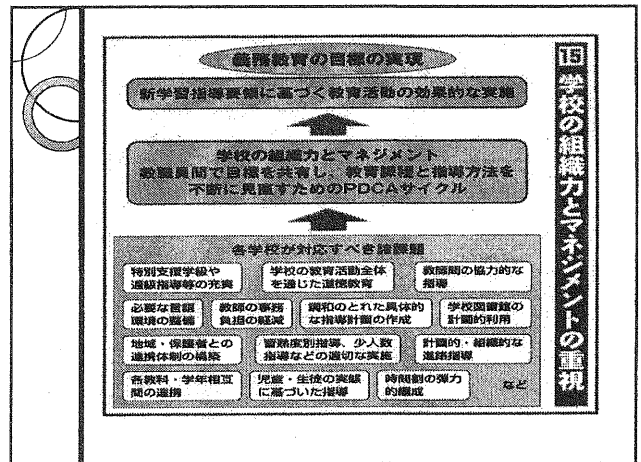 15 学校の組織力とマネジメントの重視
義務教育の目標の実現
新学習指導要領に基づく教育活動の効果的な実施
学校の組織力とマネジメント
教職員間で目標を共有し、教育課程と指導方法を
不断に見直すためのPDCAサイクル
各学校が対応すべき諸課題
特別支援学級や
通級指導等の充実
学校の教育活動全体
を通じた道徳教育
教師間の協力的な
指導
必要な言語
環境の整備
教師の事務
負担の軽減
調和のとれた具体的
な指導計画の作成
学校図書館の
計画的利用
地域・保護者との
連携体制の構築
習熟度別指導、少人数
指導などの適切な実施
計画的・組織的な
進路指導
各教科・学年相互
間の連携
児童・生徒の実態
に基づいた指導
時間割の弾力
的編成
など